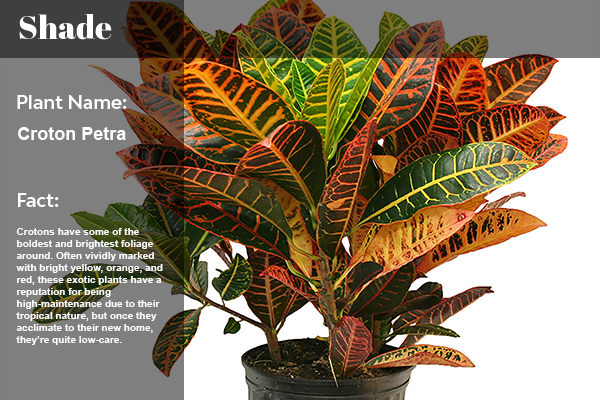 Shade
Plant Name:
Croton Petra
Fact:
Crotons have some of the
boldest and brightest foliage
around. Often vividly marked
with bright yellow, orange, and
red, these exotic plants have a
reputation for being
high-maintenance due to their
tropical nature, but once they
acclimate to their new home,
they’re quite low-care.